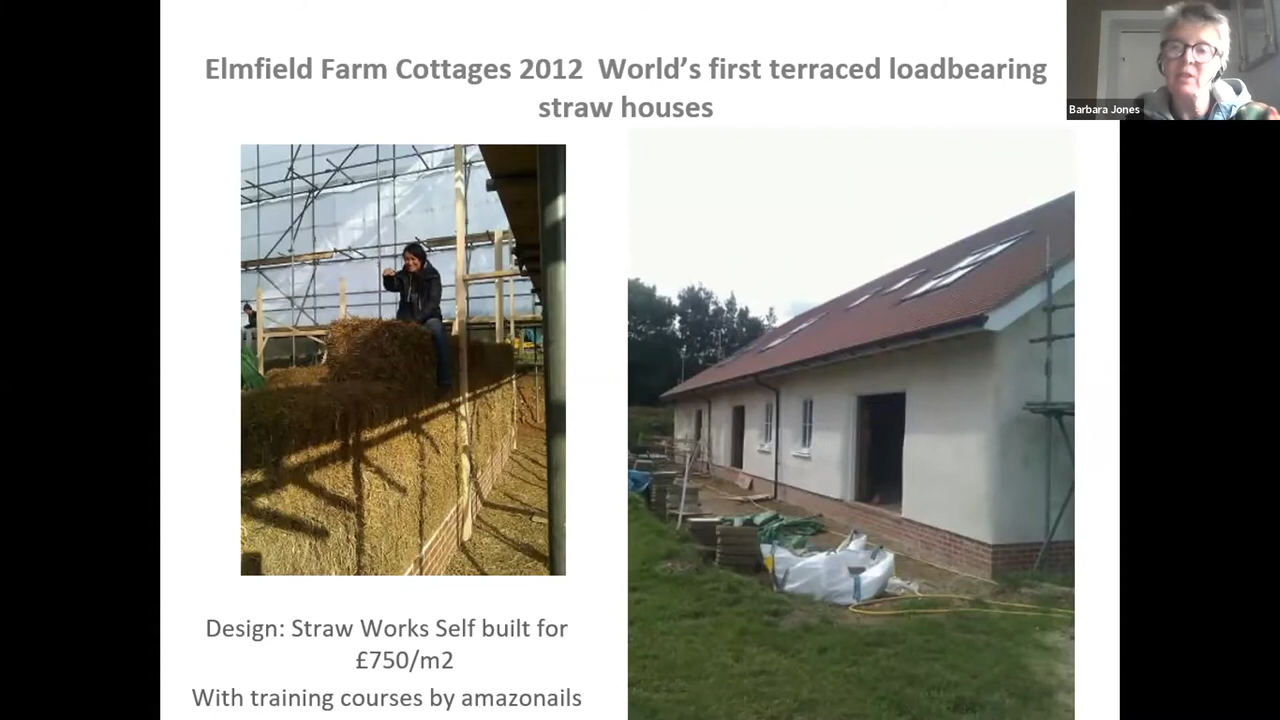 Elmfield Farm Cottages 2012  World's first terraced loadbearing
straw houses
Barbara Jones
Design: Straw Works Self built for
£750/m2
With training courses by amazonails